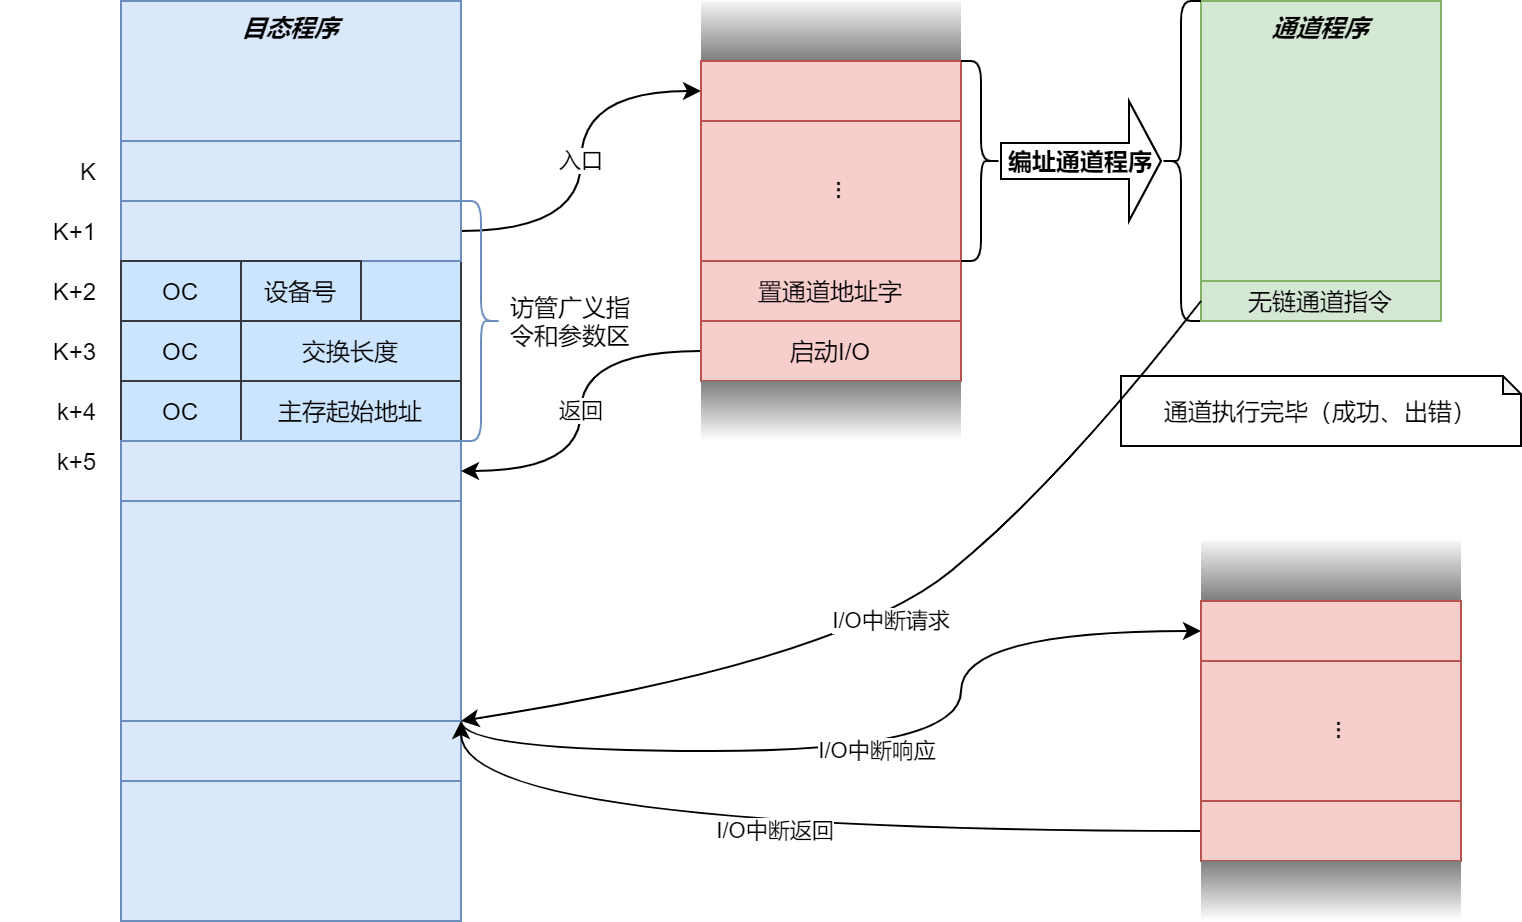 目态程序
通道程序
K
入口
编址通道程序
⋮
K+1
K+2
OC
设备号
置通道地址字
无链通道指令
访管广义指
令和参数区
K+3
OC
交换长度
启动I/O
k+4
OC
主存起始地址
返回
通道执行完毕（成功、出错）
k+5
I/O中断请求
⋮
I/O中断响应
I/O中断返回